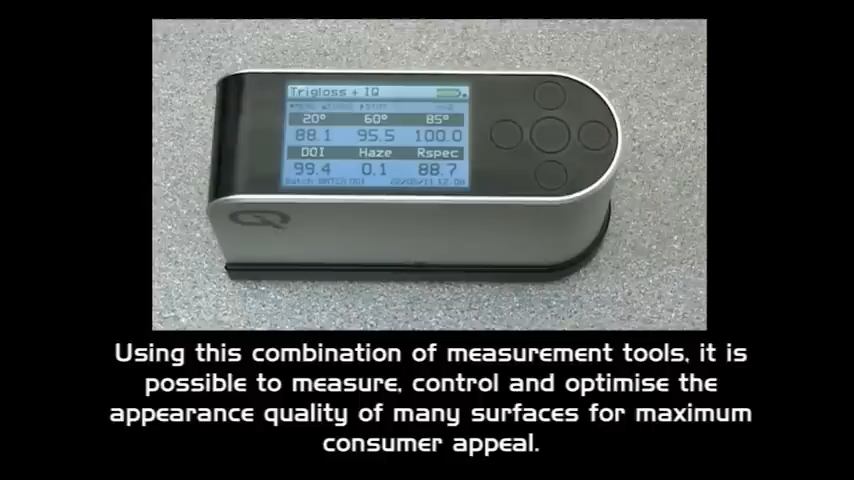 Trigloss + IQ
20° 60° 85°
88.1 95.5 100.0
DOI Haze Rspec
99.4 0.1 88.7
IQ
Using this combination of measurement tools, it is
possible to measure, control and optimise the
appearance quality of many surfaces for maximum
consumer appeal.